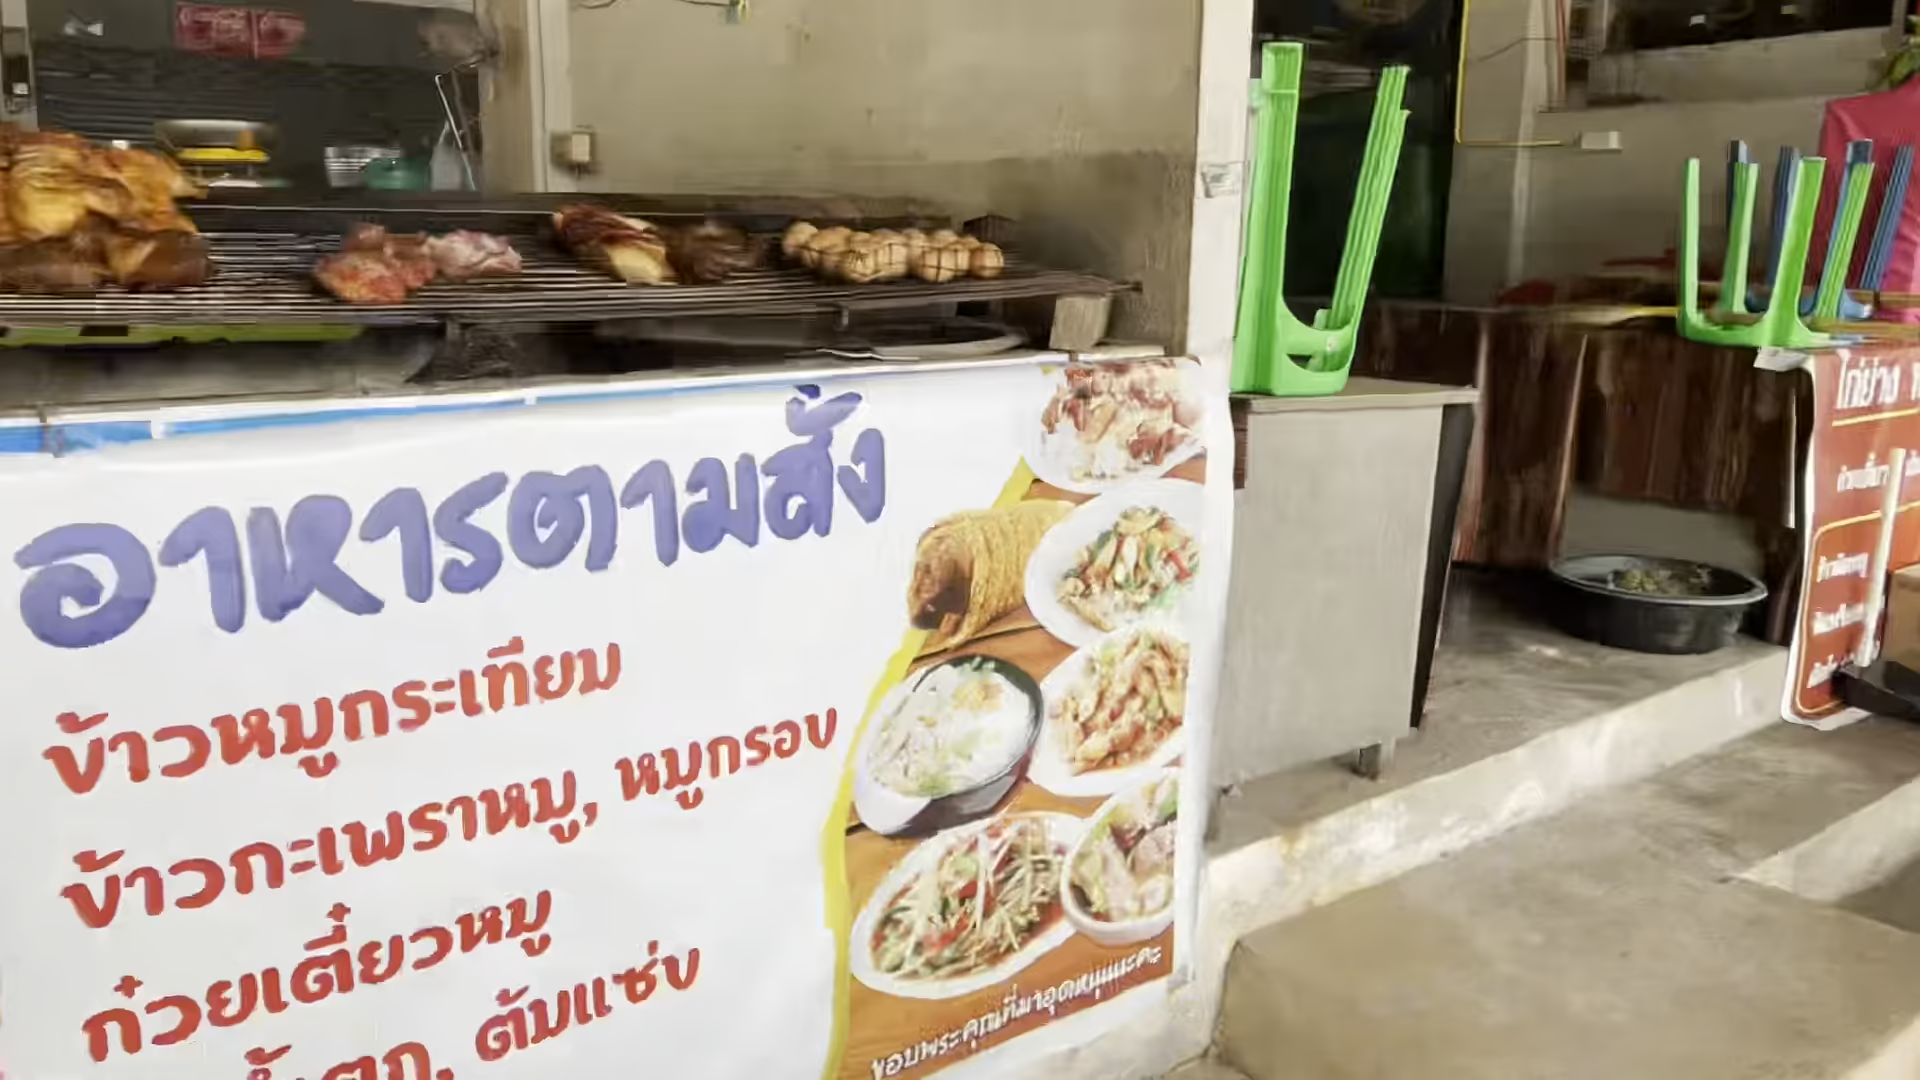 อาหารตามสั่ง
ข้าวหมูกระเทียม
ข้าวกะเพราหมู, หมูกรอบ
ก๋วยเตี๋ยวหมู
น้ำตก, ต้มแซ่บ
ขอบพระคุณที่มาอุดหนุนนะคะ
ไก่ย่าง